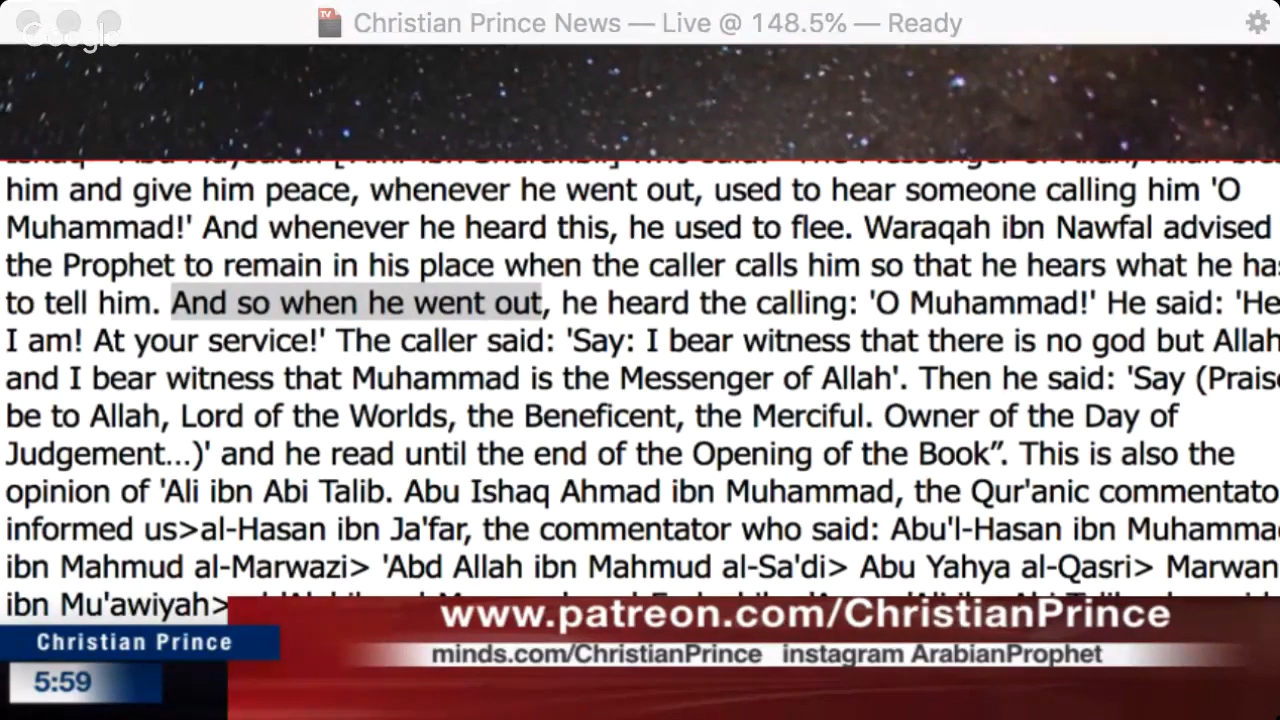 Christian Prince News — Live @ 148.5% — Ready
Google
TV
him and give him peace, whenever he went out, used to hear someone calling him 'O
Muhammad!' And whenever he heard this, he used to flee. Waraqah ibn Nawfal advised
the Prophet to remain in his place when the caller calls him so that he hears what he has
to tell him. And so when he went out, he heard the calling: 'O Muhammad!' He said: 'He
I am! At your service!' The caller said: 'Say: I bear witness that there is no god but Allah
and I bear witness that Muhammad is the Messenger of Allah'. Then he said: 'Say (Praise
be to Allah, Lord of the Worlds, the Beneficent, the Merciful. Owner of the Day of
Judgement...)' and he read until the end of the Opening of the Book”. This is also the
opinion of 'Ali ibn Abi Talib. Abu Ishaq Ahmad ibn Muhammad, the Qur'anic commentato
informed us>al-Hasan ibn Ja'far, the commentator who said: Abu'l-Hasan ibn Muhammad
ibn Mahmud al-Marwazi> 'Abd Allah ibn Mahmud al-Sa'di> Abu Yahya al-Qasri> Marwan
ibn Mu'awiyah>
www.patreon.com/ChristianPrince
Christian Prince
minds.com/ChristianPrince instagram ArabianProphet
5:59